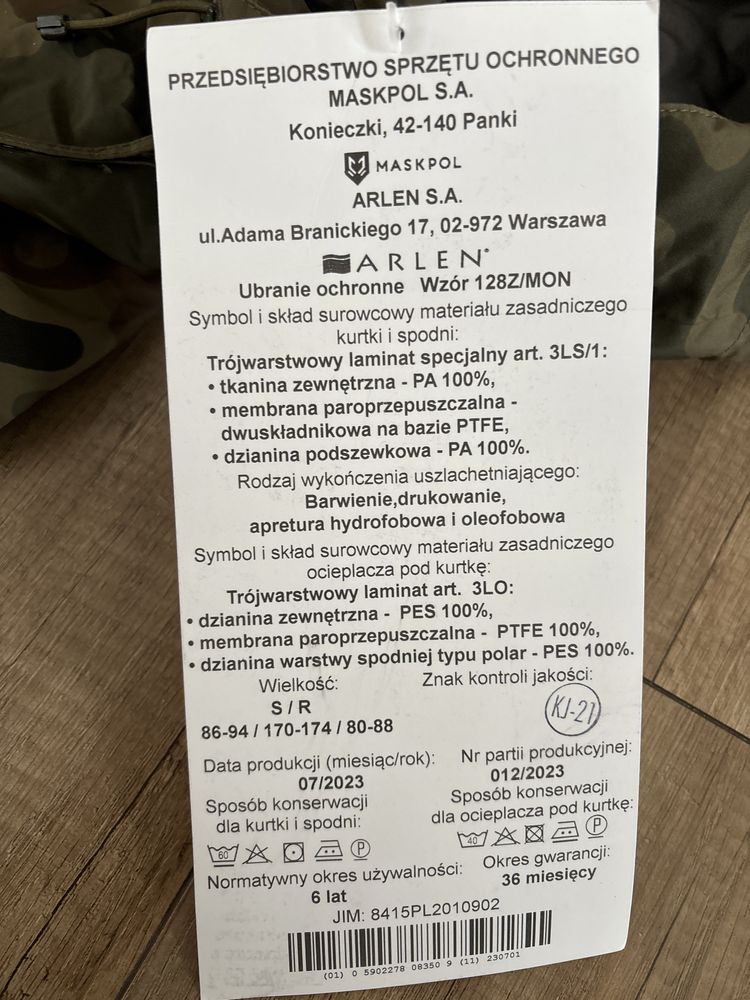 PRZEDSIĘBIORSTWO SPRZĘTU OCHRONNEGO
MASKPOL S.A.
Konieczki, 42-140 Panki
MASKPOL
ARLEN S.A.
ul.Adama Branickiego 17, 02-972 Warszawa
ARLEN
Ubranie ochronne Wzór 128Z/MON
Symbol i skład surowcowy materiału zasadniczego
kurtki i spodni:
Trójwarstwowy laminat specjalny art. 3LS/1:
• tkanina zewnętrzna - PA 100%,
• membrana paroprzepuszczalna -
dwuskładnikowa na bazie PTFE,
• dzianina podszewkowa - PA 100%.
Rodzaj wykończenia uszlachetniającego:
Barwienie,drukowanie,
apretura hydrofobowa i oleofobowa
Symbol i skład surowcowy materiału zasadniczego
ocieplacza pod kurtkę:
Trójwarstwowy laminat art. 3LO:
• dzianina zewnętrzna - PES 100%,
• membrana paroprzepuszczalna - PTFE 100%,
• dzianina warstwy spodniej typu polar - PES 100%.
Wielkość: Znak kontroli jakości:
S / R KJ-21
86-94 / 170-174 / 80-88
Data produkcji (miesiąc/rok): Nr partii produkcyjnej:
07/2023 012/2023
Sposób konserwacji Sposób konserwacji
dla kurtki i spodni: dla ocieplacza pod kurtkę:
60 P 40 P
Normatywny okres używalności: Okres gwarancji:
6 lat 36 miesięcy
JIM: 8415PL2010902
(01) 0 5902278 08350 9 (11) 230701